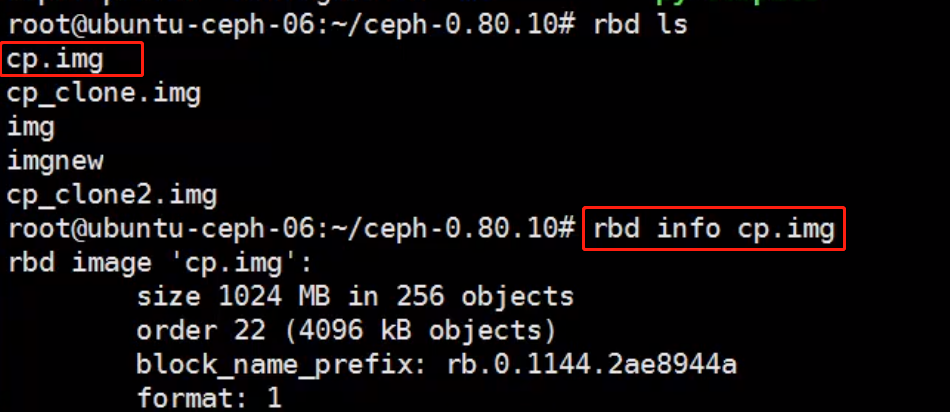 root@ubuntu-ceph-06:~/ceph-0.80.10# rbd ls
cp.img
cp_clone.img
img
imgnew
cp_clone2.img
root@ubuntu-ceph-06:~/ceph-0.80.10# rbd info cp.img
rbd image 'cp.img':
        size 1024 MB in 256 objects
        order 22 (4096 kB objects)
        block_name_prefix: rb.0.1144.2ae8944a
        format: 1